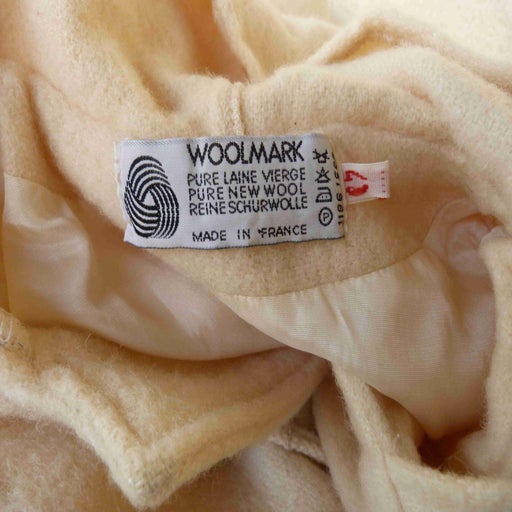 WOOLMARK
PURE LAINE VIERGE
PURE NEW WOOL
REINE SCHURWOLLE
MADE IN FRANCE
P